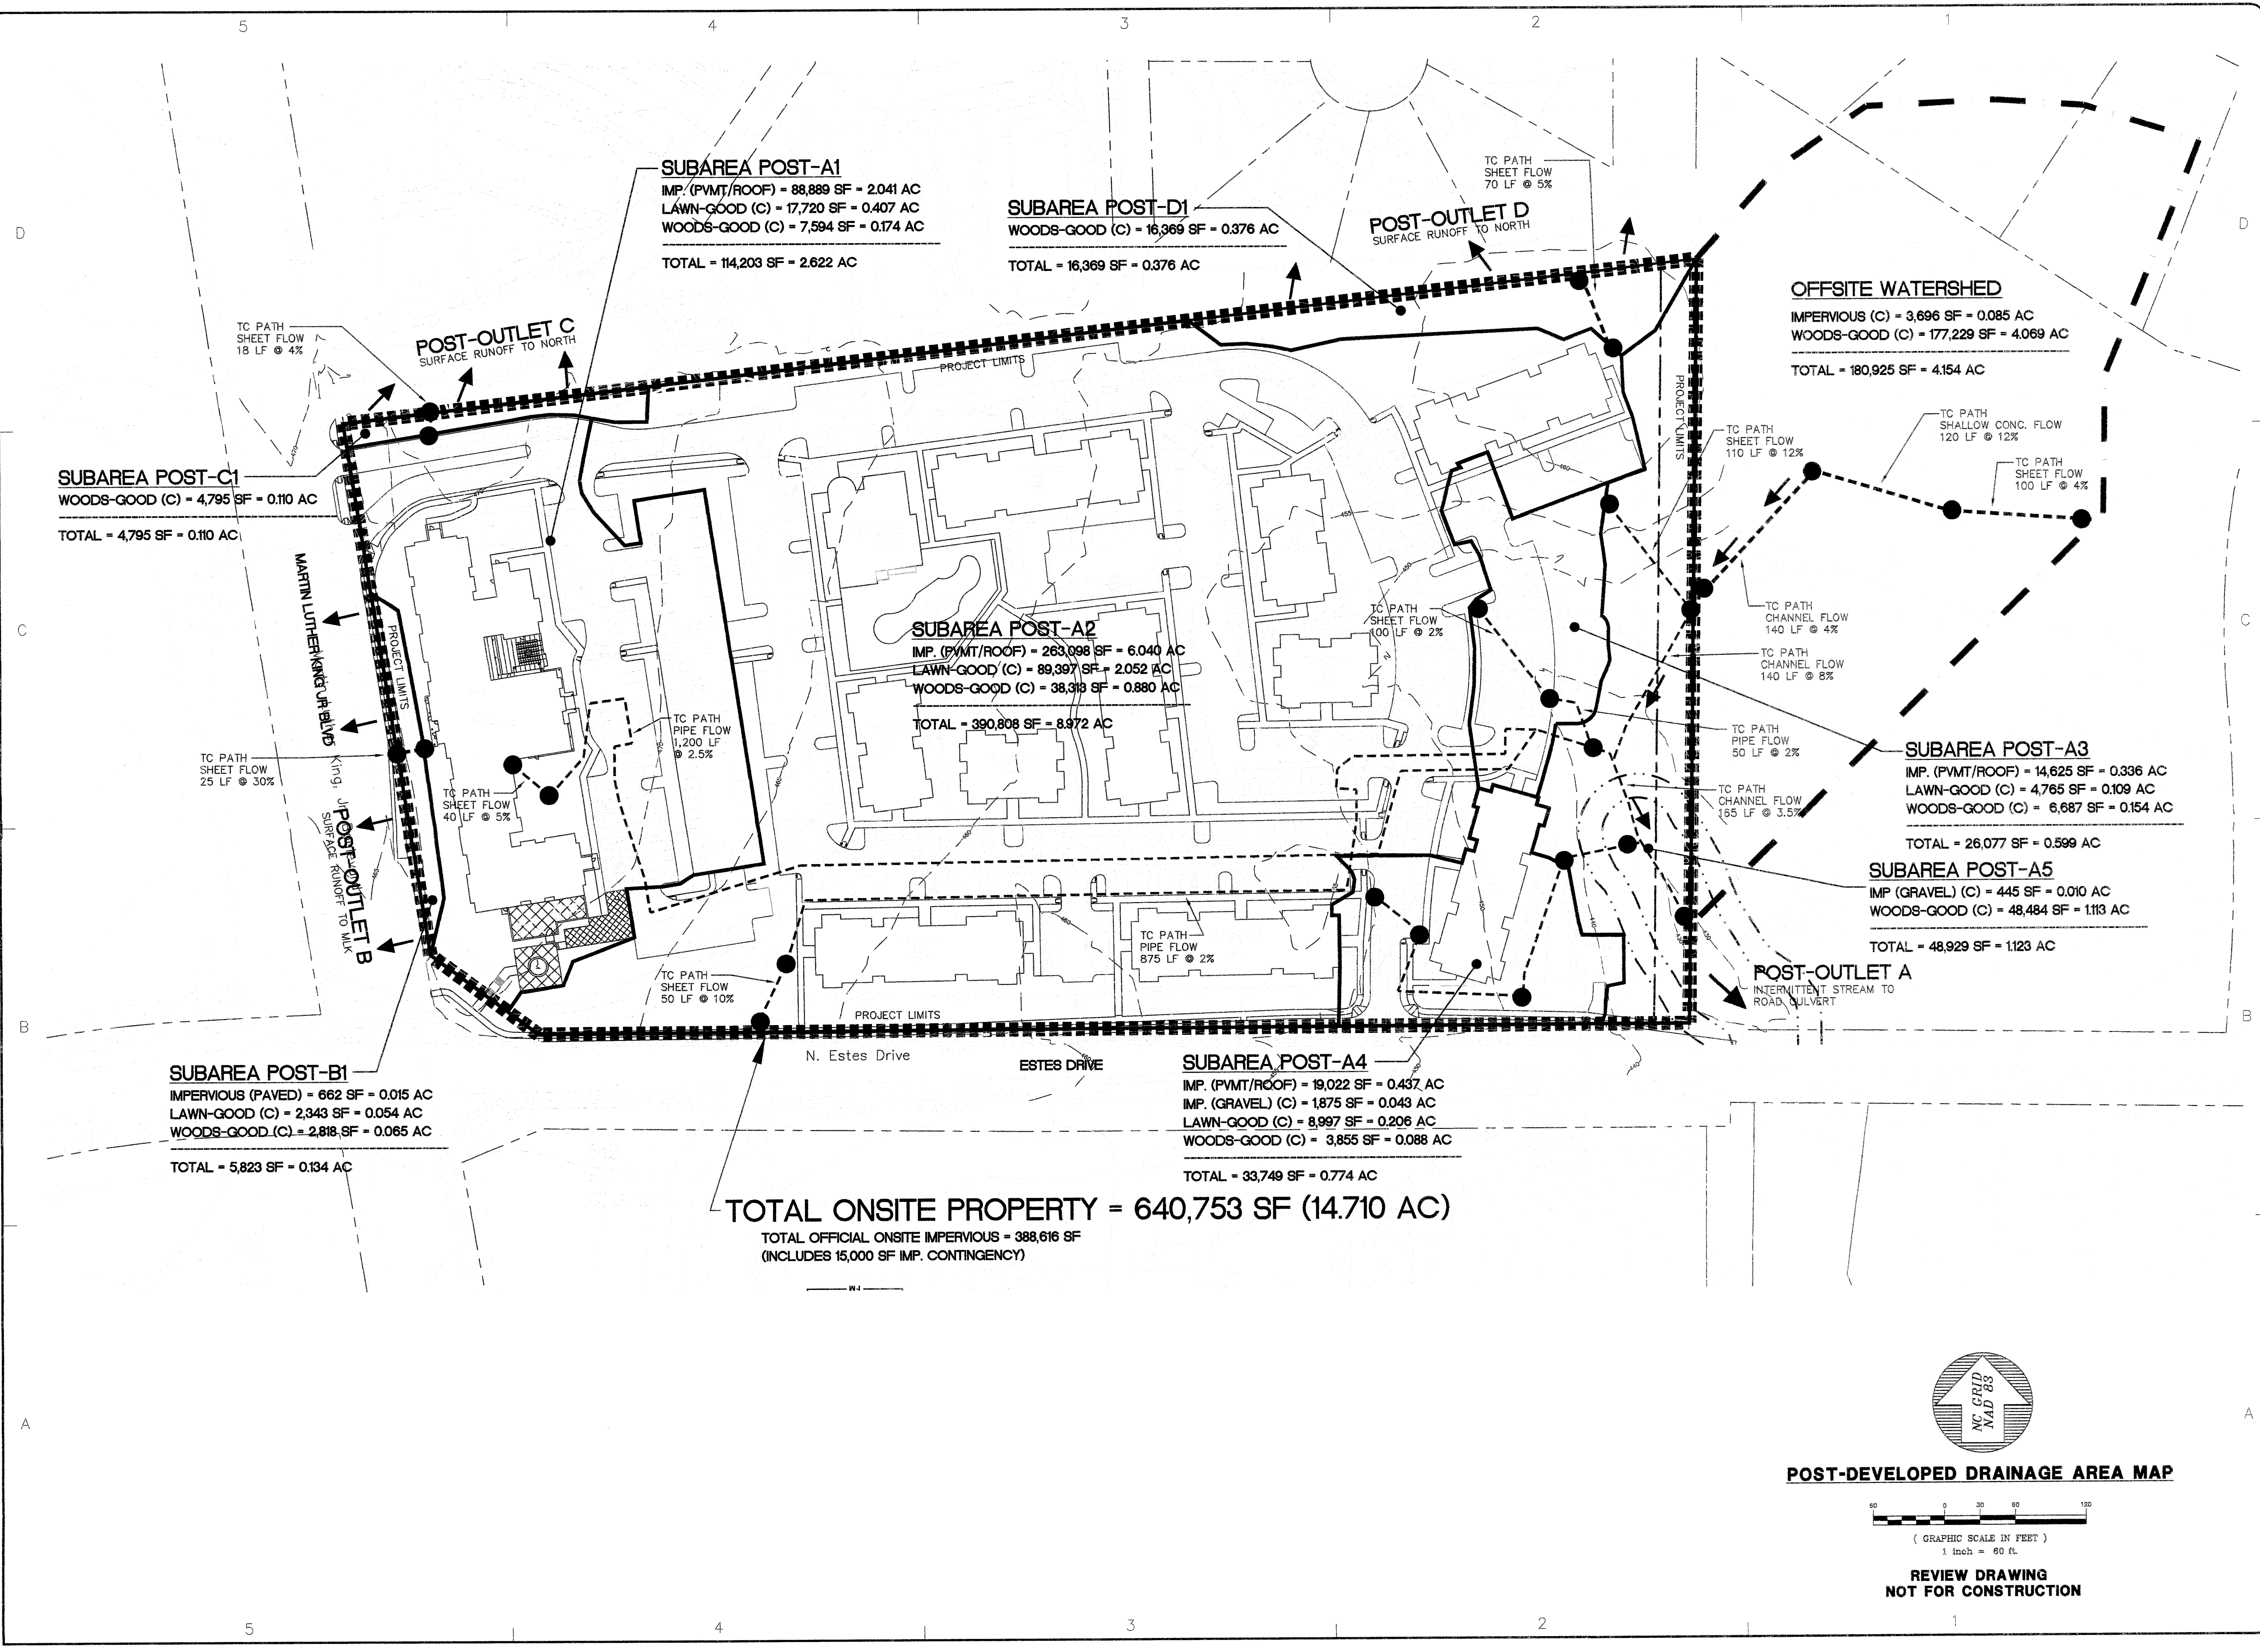 5
4
3
2
1
D
D
SUBAREA POST-A1
IMP. (PVMT/ROOF) = 88,889 SF = 2.041 AC
LAWN-GOOD (C) = 17,720 SF = 0.407 AC
WOODS-GOOD (C) = 7,594 SF = 0.174 AC
TOTAL = 114,203 SF = 2.622 AC
SUBAREA POST-D1
WOODS-GOOD (C) = 16,369 SF = 0.376 AC
TOTAL = 16,369 SF = 0.376 AC
TC PATH
SHEET FLOW
70 LF @ 5%
POST-OUTLET D
SURFACE RUNOFF TO NORTH
OFFSITE WATERSHED
IMPERVIOUS (C) = 3,696 SF = 0.085 AC
WOODS-GOOD (C) = 177,229 SF = 4.069 AC
TOTAL = 180,925 SF = 4.154 AC
TC PATH
SHEET FLOW
18 LF @ 4%
POST-OUTLET C
SURFACE RUNOFF TO NORTH
PROJECT LIMITS
PROJECT LIMITS
TC PATH
SHALLOW CONC. FLOW
120 LF @ 12%
TC PATH
SHEET FLOW
110 LF @ 12%
TC PATH
SHEET FLOW
100 LF @ 4%
SUBAREA POST-C1
WOODS-GOOD (C) = 4,795 SF = 0.110 AC
TOTAL = 4,795 SF = 0.110 AC
470
460
455
450
MARTIN LUTHER KING JR BLVD
King, Jr
PROJECT LIMITS
C
C
SUBAREA POST-A2
IMP. (PVMT/ROOF) = 263,098 SF = 6.040 AC
LAWN-GOOD (C) = 89,397 SF = 2.052 AC
WOODS-GOOD (C) = 38,313 SF = 0.880 AC
TOTAL = 390,808 SF = 8.972 AC
TC PATH
SHEET FLOW
100 LF @ 2%
TC PATH
CHANNEL FLOW
140 LF @ 4%
TC PATH
CHANNEL FLOW
140 LF @ 8%
TC PATH
PIPE FLOW
1,200 LF
@ 2.5%
TC PATH
PIPE FLOW
50 LF @ 2%
TC PATH
SHEET FLOW
25 LF @ 30%
TC PATH
SHEET FLOW
40 LF @ 5%
TC PATH
CHANNEL FLOW
165 LF @ 3.5%
SUBAREA POST-A3
IMP. (PVMT/ROOF) = 14,625 SF = 0.336 AC
LAWN-GOOD (C) = 4,765 SF = 0.109 AC
WOODS-GOOD (C) = 6,687 SF = 0.154 AC
TOTAL = 26,077 SF = 0.599 AC
POST-OUTLET B
SURFACE RUNOFF TO MLK
465
SUBAREA POST-A5
IMP (GRAVEL) (C) = 445 SF = 0.010 AC
WOODS-GOOD (C) = 48,484 SF = 1.113 AC
TOTAL = 48,929 SF = 1.123 AC
TC PATH
PIPE FLOW
875 LF @ 2%
TC PATH
SHEET FLOW
50 LF @ 10%
POST-OUTLET A
INTERMITTENT STREAM TO
ROAD CULVERT
PROJECT LIMITS
B
B
N. Estes Drive
ESTES DRIVE
SUBAREA POST-B1
IMPERVIOUS (PAVED) = 662 SF = 0.015 AC
LAWN-GOOD (C) = 2,343 SF = 0.054 AC
WOODS-GOOD (C) = 2,818 SF = 0.065 AC
TOTAL = 5,823 SF = 0.134 AC
SUBAREA POST-A4
IMP. (PVMT/ROOF) = 19,022 SF = 0.437 AC
IMP. (GRAVEL) (C) = 1,875 SF = 0.043 AC
LAWN-GOOD (C) = 8,997 SF = 0.206 AC
WOODS-GOOD (C) = 3,855 SF = 0.088 AC
TOTAL = 33,749 SF = 0.774 AC
TOTAL ONSITE PROPERTY = 640,753 SF (14.710 AC)
TOTAL OFFICIAL ONSITE IMPERVIOUS = 388,616 SF
(INCLUDES 15,000 SF IMP. CONTINGENCY)
A
A
NC GRID
NAD 83
POST-DEVELOPED DRAINAGE AREA MAP
60
0
30
60
120
( GRAPHIC SCALE IN FEET )
1 inch = 60 ft.
REVIEW DRAWING
NOT FOR CONSTRUCTION
5
4
3
2
1